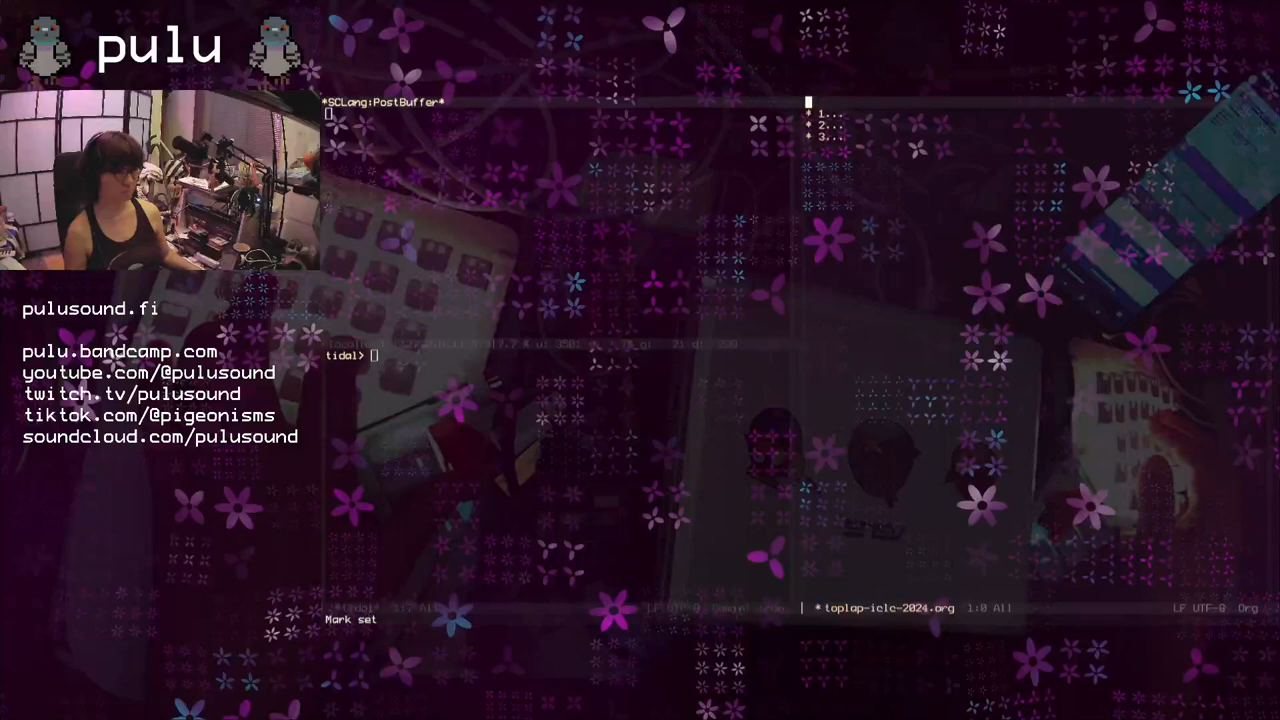 pulu
*SCLang:PostBuffer*
* 1...
* 2...
* 3...
pulusound.fi
pulu.bandcamp.com
youtube.com/@pulusound
twitch.tv/pulusound
tiktok.com/@pigeonisms
soundcloud.com/pulusound
tidal>
*toplap-iclc-2024.org 1:0 All LF UTF-8 Org
Mark set